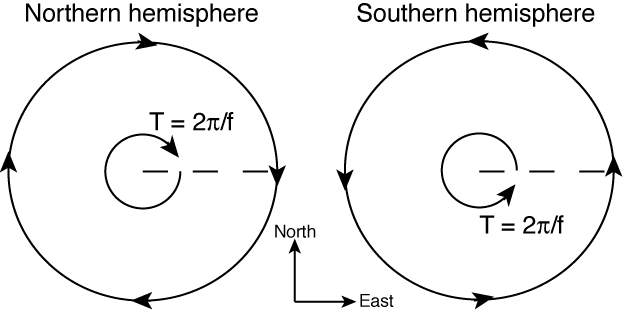 Northern hemisphere
Southern hemisphere
T = 2π/f
T = 2π/f
North
East